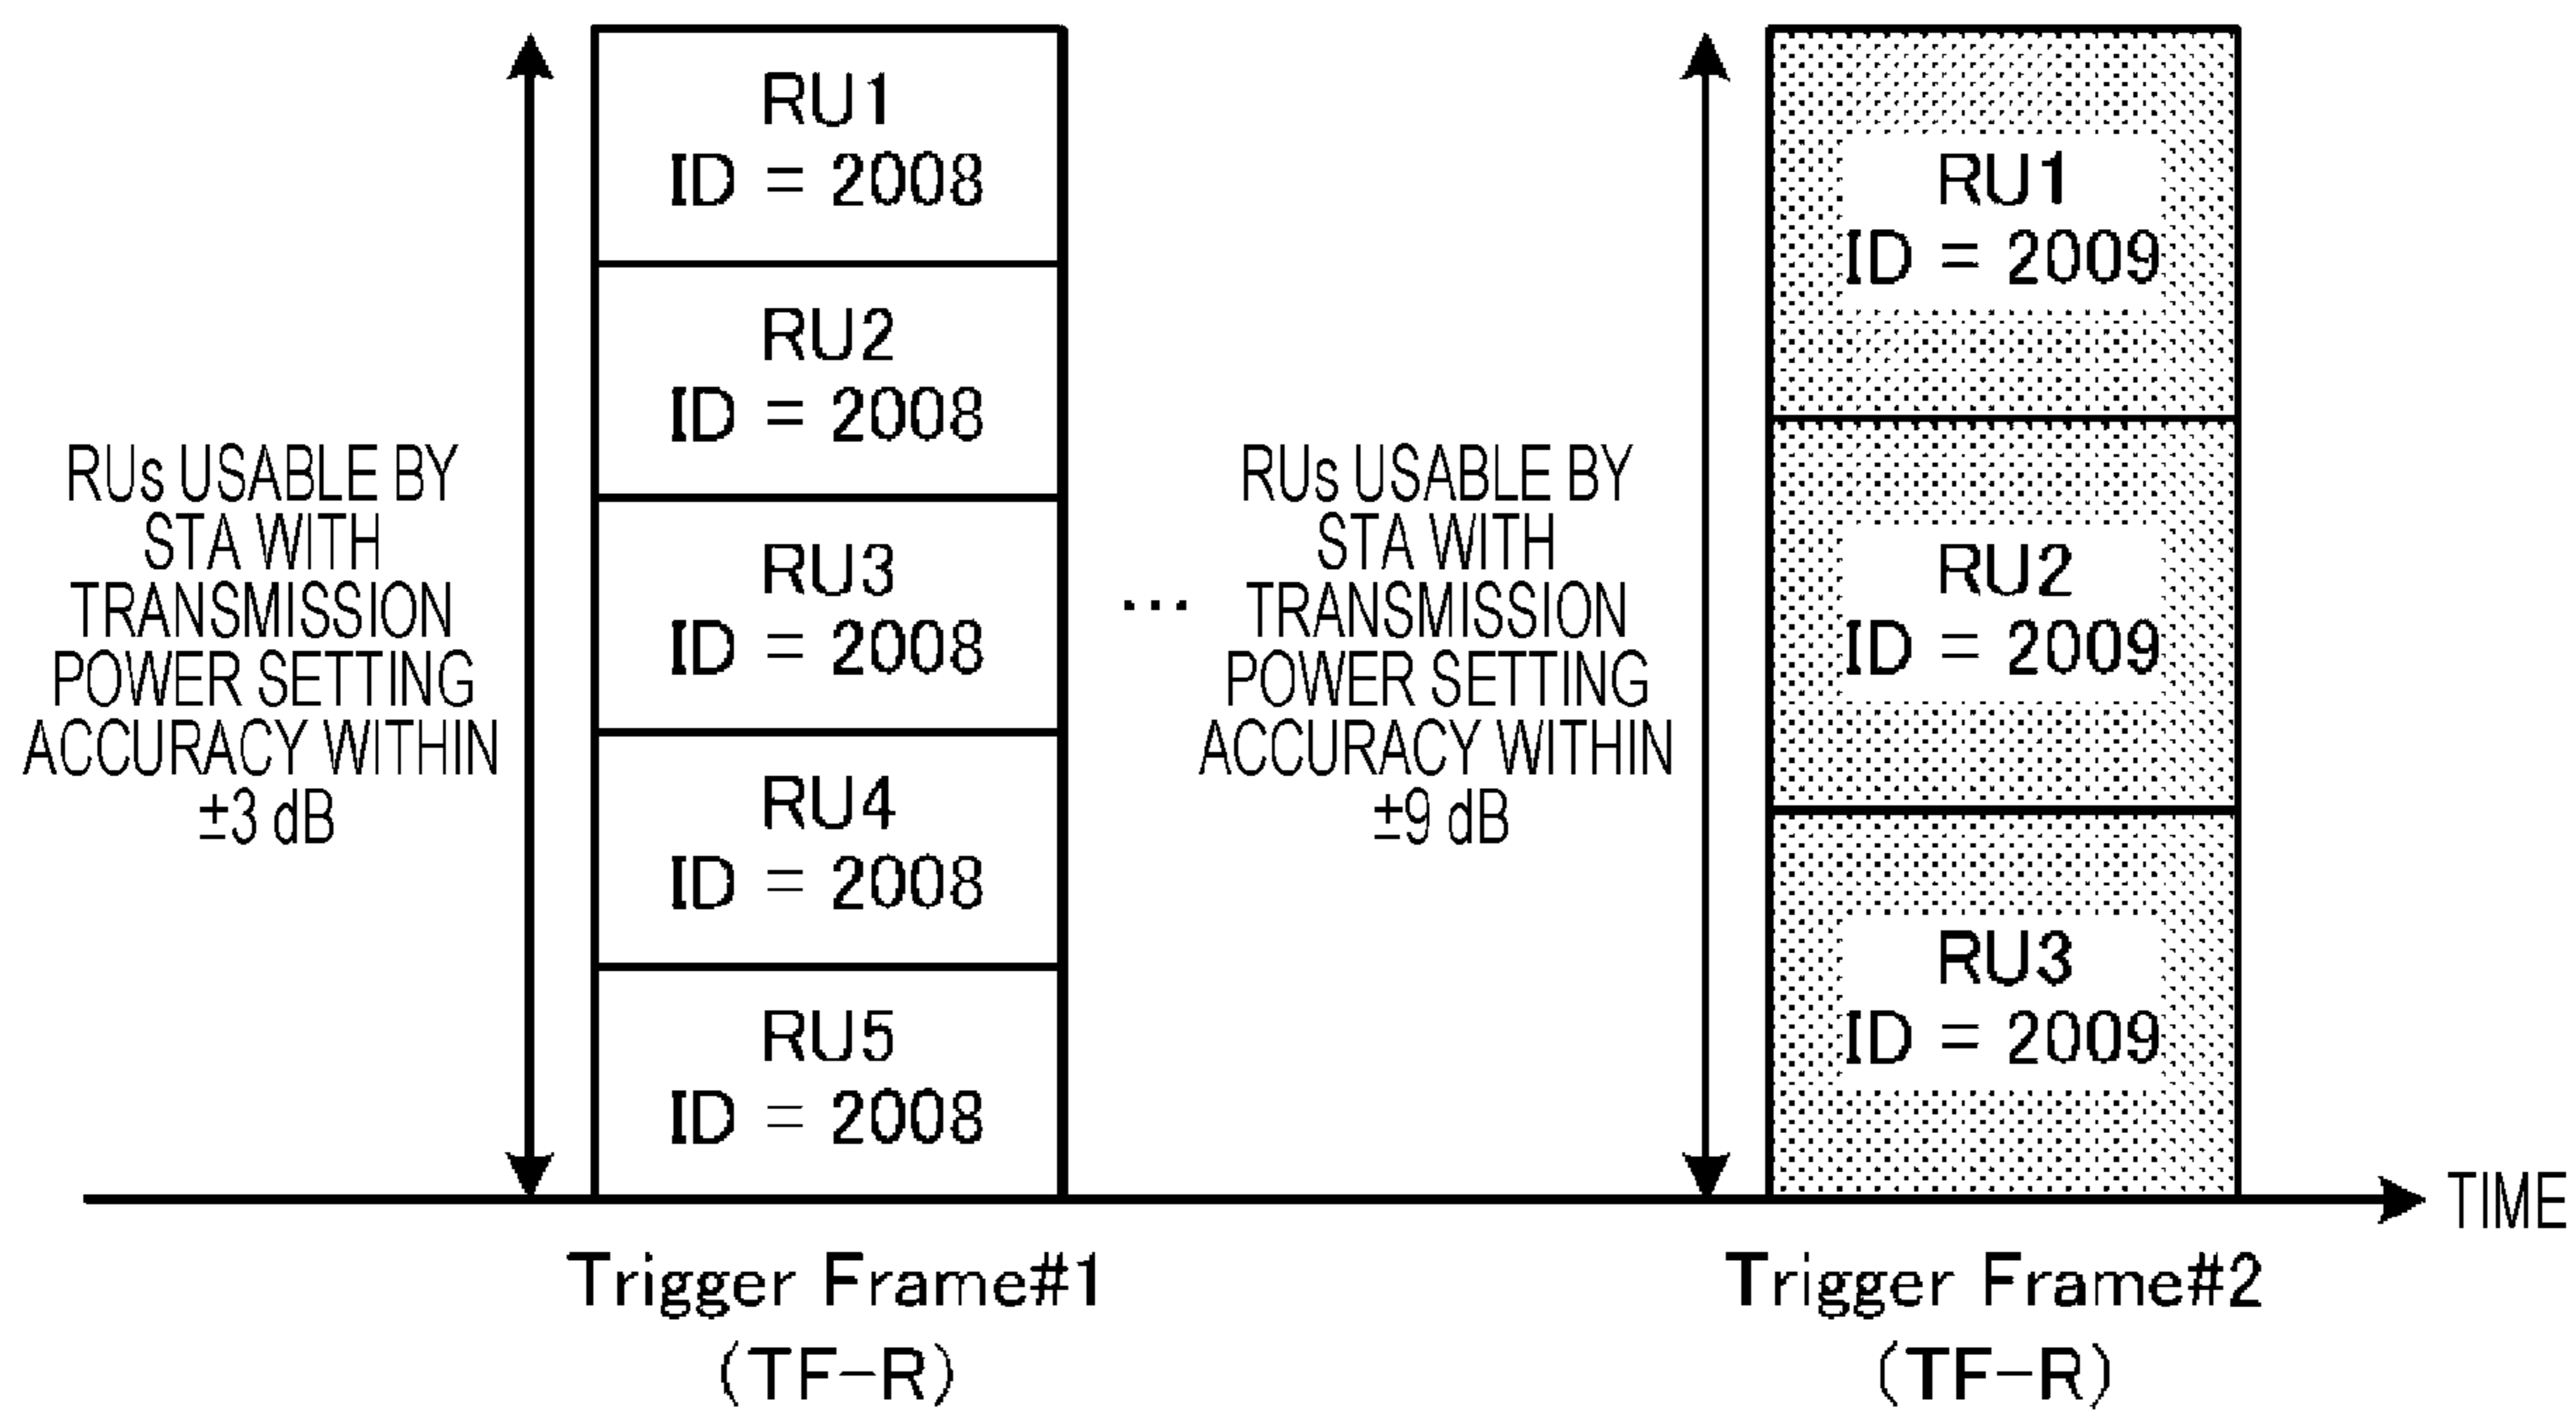 RUs USABLE BY
STA WITH
TRANSMISSION
POWER SETTING
ACCURACY WITHIN
±3 dB
RU1
ID = 2008
RU2
ID = 2008
RU3
ID = 2008
RU4
ID = 2008
RU5
ID = 2008
...
RUs USABLE BY
STA WITH
TRANSMISSION
POWER SETTING
ACCURACY WITHIN
±9 dB
RU1
ID = 2009
RU2
ID = 2009
RU3
ID = 2009
TIME
Trigger Frame#1
(TF-R)
Trigger Frame#2
(TF-R)